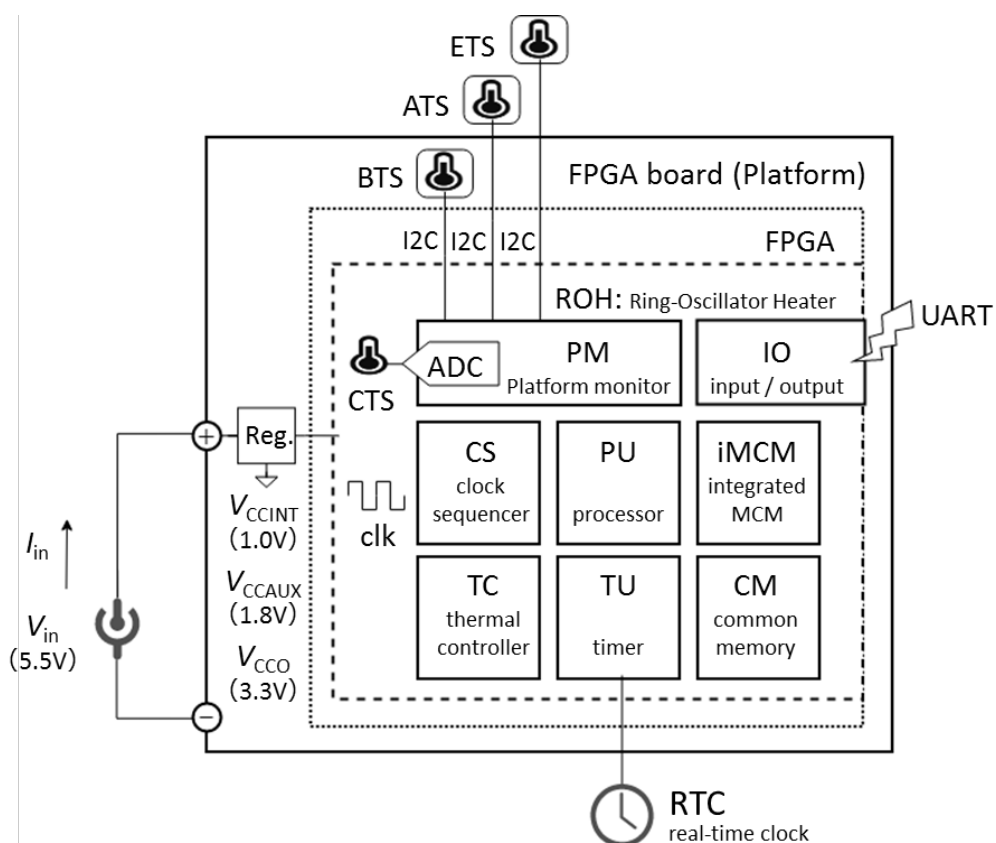 ETS
ATS
BTS
FPGA board (Platform)
I2C I2C I2C
FPGA
ROH: Ring-Oscillator Heater
UART
CTS
ADC
PM
Platform monitor
IO
input / output
+
Reg.
CS
clock
sequencer
PU
processor
iMCM
integrated
MCM
clk
VCCINT
(1.0V)
VCCAUX
(1.8V)
VCCO
(3.3V)
Iin
Vin
(5.5V)
TC
thermal
controller
TU
timer
CM
common
memory
−
RTC
real-time clock